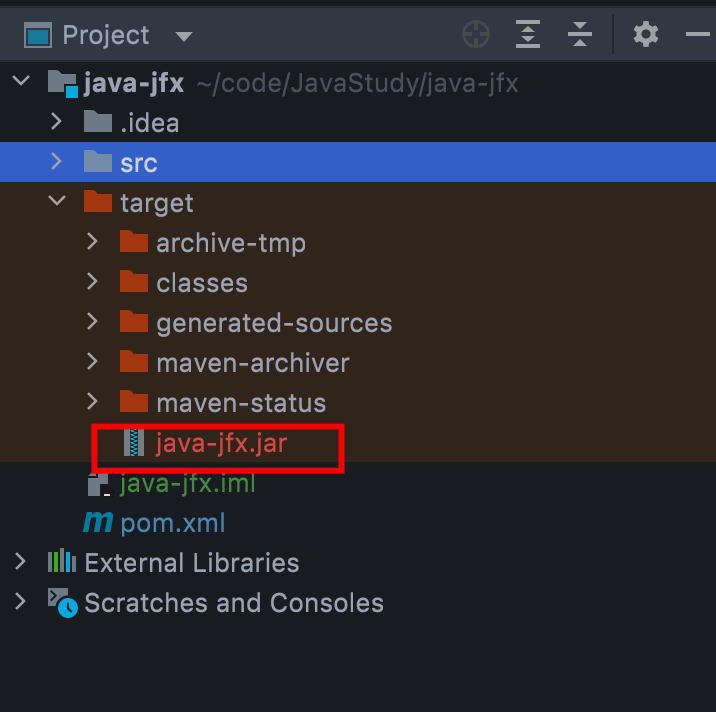 Project
java-jfx ~/code/JavaStudy/java-jfx
.idea
src
target
archive-tmp
classes
generated-sources
maven-archiver
maven-status
java-jfx.jar
java-jfx.iml
m pom.xml
External Libraries
Scratches and Consoles